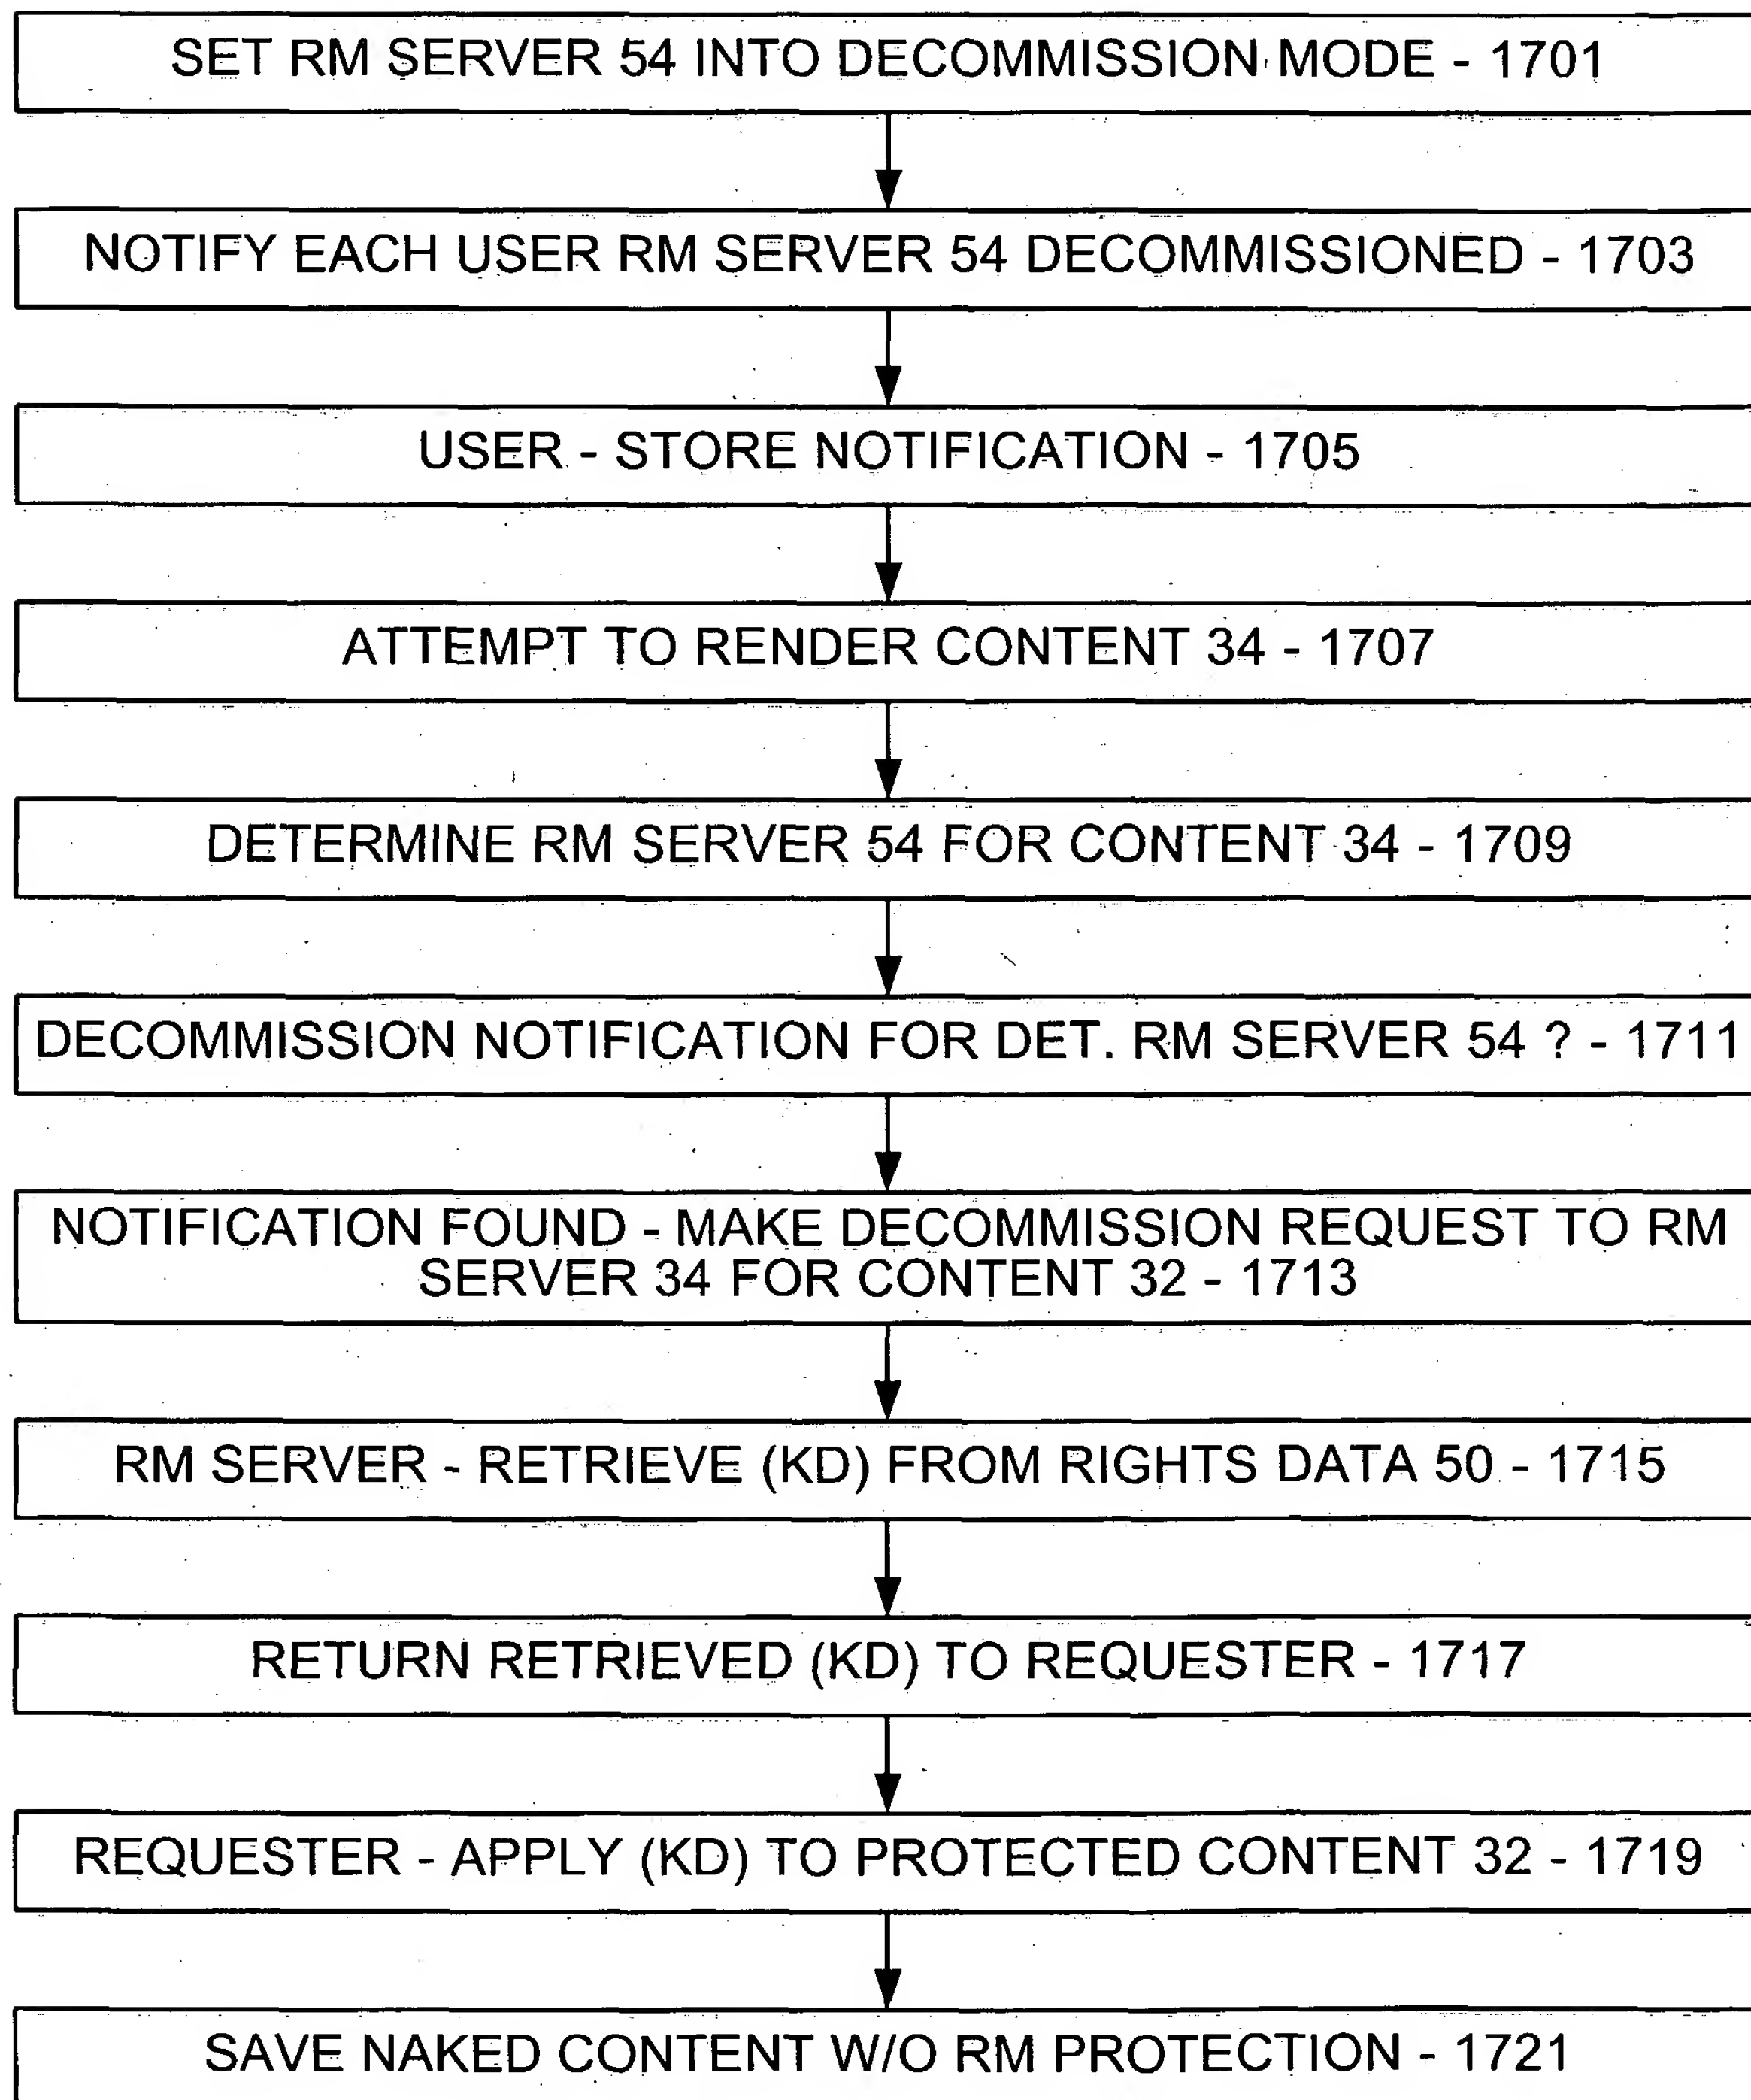 SET RM SERVER 54 INTO DECOMMISSION MODE - 1701
NOTIFY EACH USER RM SERVER 54 DECOMMISSIONED - 1703
USER - STORE NOTIFICATION - 1705
ATTEMPT TO RENDER CONTENT 34 - 1707
DETERMINE RM SERVER 54 FOR CONTENT 34 - 1709
DECOMMISSION NOTIFICATION FOR DET. RM SERVER 54 ? - 1711
NOTIFICATION FOUND - MAKE DECOMMISSION REQUEST TO RM
SERVER 34 FOR CONTENT 32 - 1713
RM SERVER - RETRIEVE (KD) FROM RIGHTS DATA 50 - 1715
RETURN RETRIEVED (KD) TO REQUESTER - 1717
REQUESTER - APPLY (KD) TO PROTECTED CONTENT 32 - 1719
SAVE NAKED CONTENT W/O RM PROTECTION - 1721